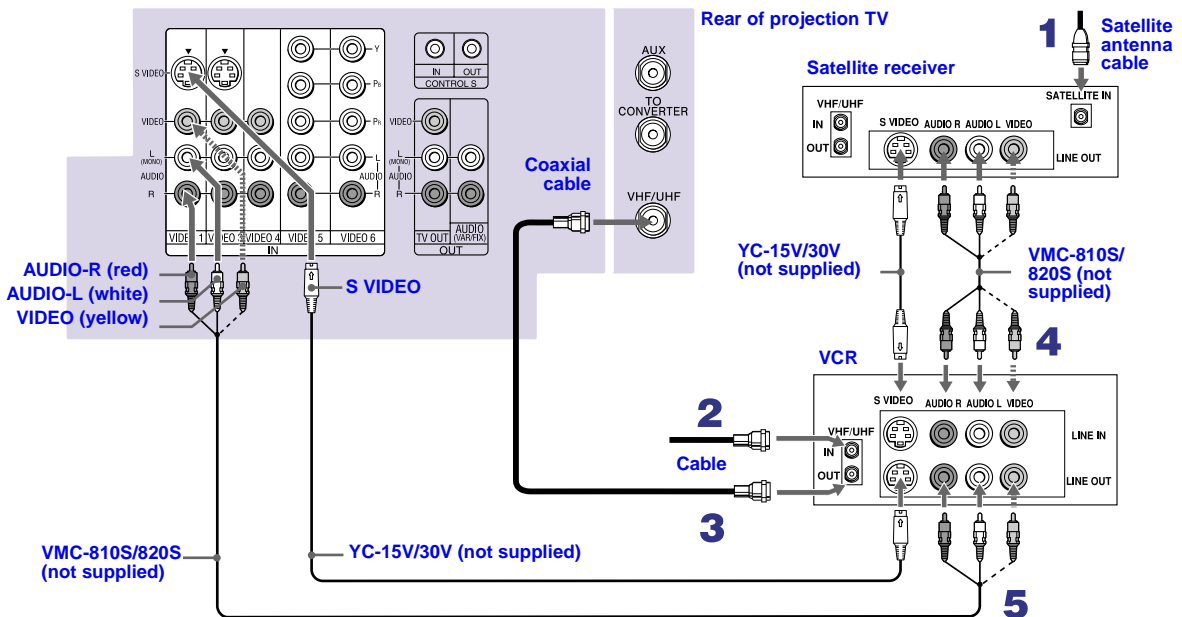 Rear of projection TV
1
Satellite
antenna
cable
Satellite receiver
S VIDEO
VIDEO
L
(MONO)
AUDIO
R
Y
PB
PR
L
AUDIO
R
VIDEO 1
VIDEO 3
VIDEO 4
VIDEO 5
VIDEO 6
IN
IN
OUT
CONTROL S
VIDEO
L
(MONO)
AUDIO
R
TV OUT
AUDIO
(VAR/FIX)
OUT
AUX
TO
CONVERTER
VHF/UHF
Coaxial
cable
SATELLITE IN
VHF/UHF
IN
OUT
S VIDEO
AUDIO R
AUDIO L
VIDEO
LINE OUT
AUDIO-R (red)
AUDIO-L (white)
VIDEO (yellow)
S VIDEO
YC-15V/30V
(not supplied)
VMC-810S/
820S (not
supplied)
4
VCR
S VIDEO
AUDIO R
AUDIO L
VIDEO
LINE IN
VHF/UHF
IN
OUT
LINE OUT
2
Cable
3
VMC-810S/820S
(not supplied)
YC-15V/30V (not supplied)
5